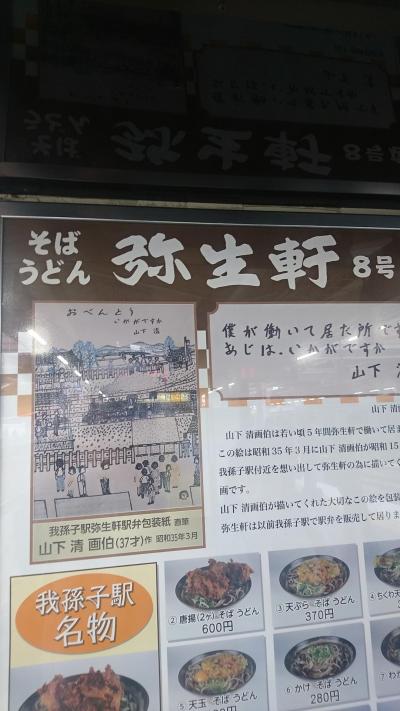 そば
うどん
弥生軒 8号
おべんとう
いかがですか
山下 清
我孫子駅弥生軒駅弁包装紙 直筆
山下 清 画伯(37才)作 昭和35年3月
僕が働いて居た所で
あじは、いかがですか
山下
山下 清
山下 清画伯は若い頃5年間弥生軒で働いて居ま
この絵は昭和35年3月に山下 清画伯が昭和15
我孫子駅付近を想い出して弥生軒の為に描いてく
画です。
山下 清画伯が描いてくれた大切なこの絵を包装
弥生軒は以前我孫子駅で駅弁を販売して居りま
我孫子駅
名物
② 唐揚(2ヶ)そば うどん
600円
③ 天ぷら そば うどん
370円
④ ちくわ天
⑤ 天玉 そば うどん
⑥ かけ そば うどん
280円
⑦ わか